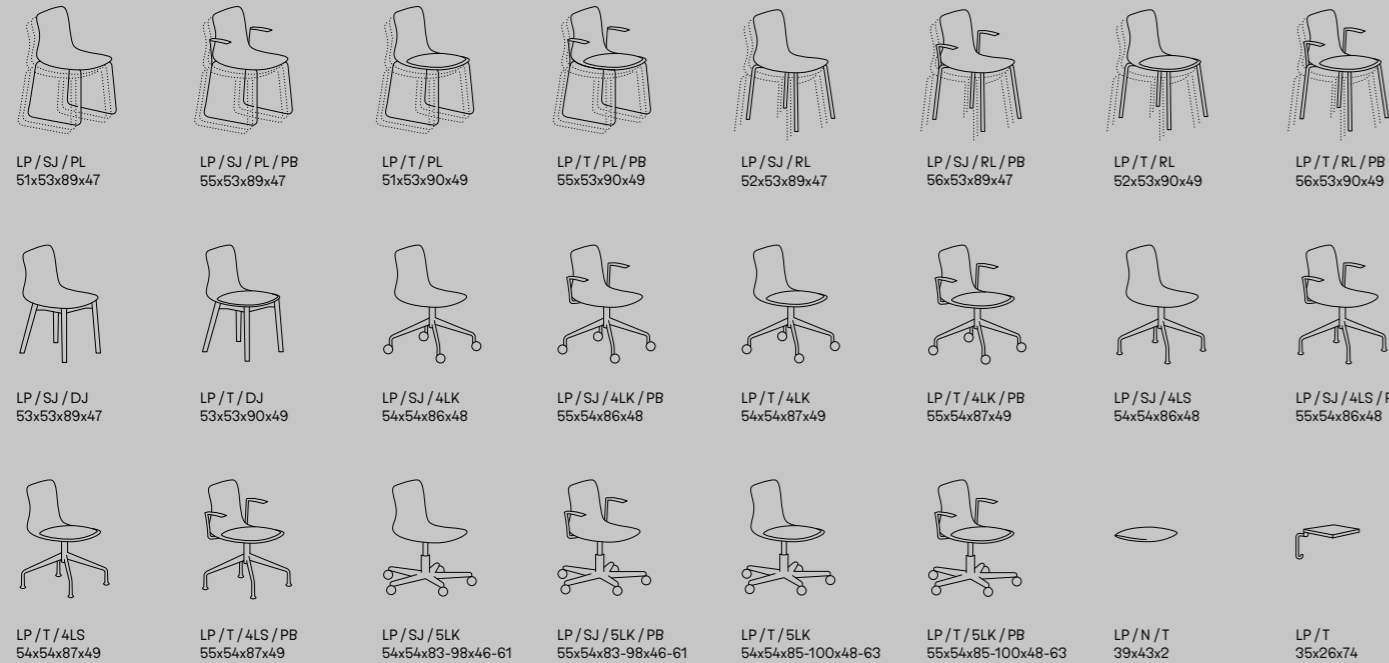 LP / SJ / PL
51x53x89x47
LP / SJ / PL / PB
55x53x89x47
LP / T / PL
51x53x90x49
LP / T / PL / PB
55x53x90x49
LP / SJ / RL
52x53x89x47
LP / SJ / RL / PB
56x53x89x47
LP / T / RL
52x53x90x49
LP / T / RL / PB
56x53x90x49
LP / SJ / DJ
53x53x89x47
LP / T / DJ
53x53x90x49
LP / SJ / 4LK
54x54x86x48
LP / SJ / 4LK / PB
55x54x86x48
LP / T / 4LK
54x54x87x49
LP / T / 4LK / PB
55x54x87x49
LP / SJ / 4LS
54x54x86x48
LP / SJ / 4LS / P
55x54x86x48
LP / T / 4LS
54x54x87x49
LP / T / 4LS / PB
55x54x87x49
LP / SJ / 5LK
54x54x83-98x46-61
LP / SJ / 5LK / PB
55x54x83-98x46-61
LP / T / 5LK
54x54x85-100x48-63
LP / T / 5LK / PB
55x54x85-100x48-63
LP / N / T
39x43x2
LP / T
35x26x74